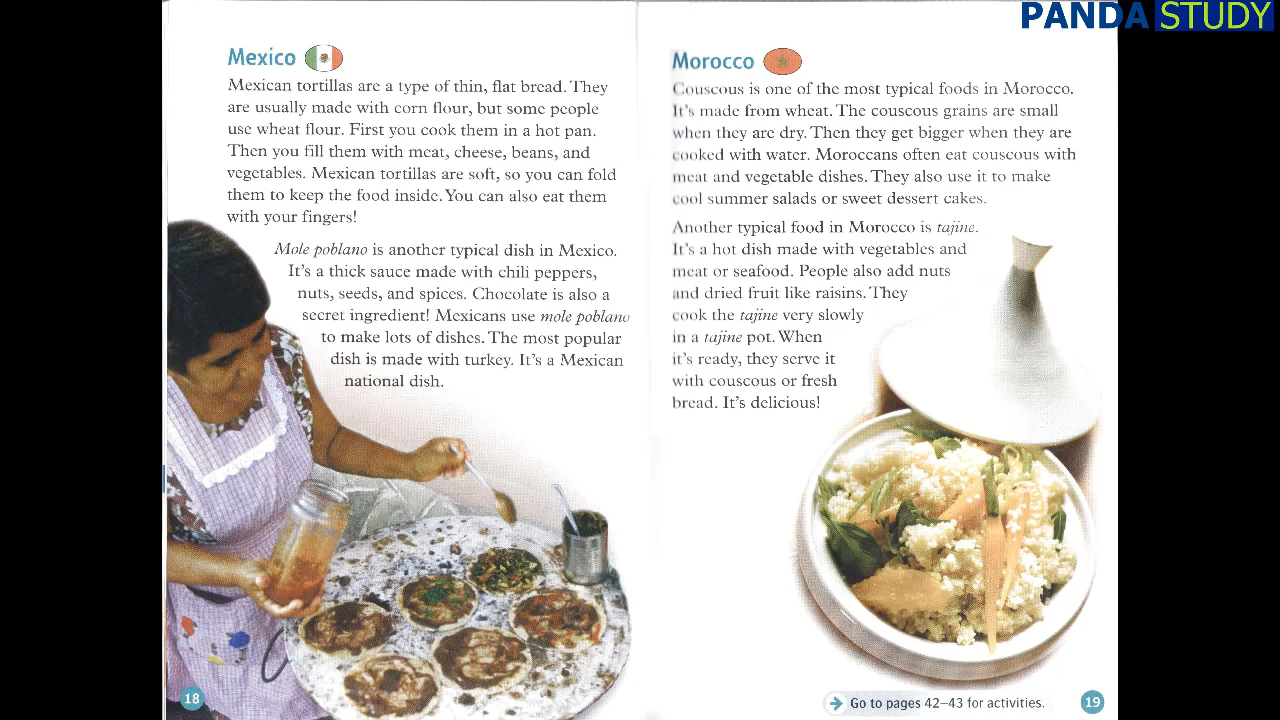 PANDA STUDY
Mexico
Mexican tortillas are a type of thin, flat bread. They
are usually made with corn flour, but some people
use wheat flour. First you cook them in a hot pan.
Then you fill them with meat, cheese, beans, and
vegetables. Mexican tortillas are soft, so you can fold
them to keep the food inside. You can also eat them
with your fingers!
Mole poblano is another typical dish in Mexico.
It's a thick sauce made with chili peppers,
nuts, seeds, and spices. Chocolate is also a
secret ingredient! Mexicans use mole poblano
to make lots of dishes. The most popular
dish is made with turkey. It's a Mexican
national dish.
18
Morocco
Couscous is one of the most typical foods in Morocco.
It's made from wheat. The couscous grains are small
when they are dry. Then they get bigger when they are
cooked with water. Moroccans often eat couscous with
meat and vegetable dishes. They also use it to make
cool summer salads or sweet dessert cakes.
Another typical food in Morocco is tajine.
It's a hot dish made with vegetables and
meat or seafood. People also add nuts
and dried fruit like raisins. They
cook the tajine very slowly
in a tajine pot. When
it's ready, they serve it
with couscous or fresh
bread. It's delicious!
Go to pages 42–43 for activities.
19